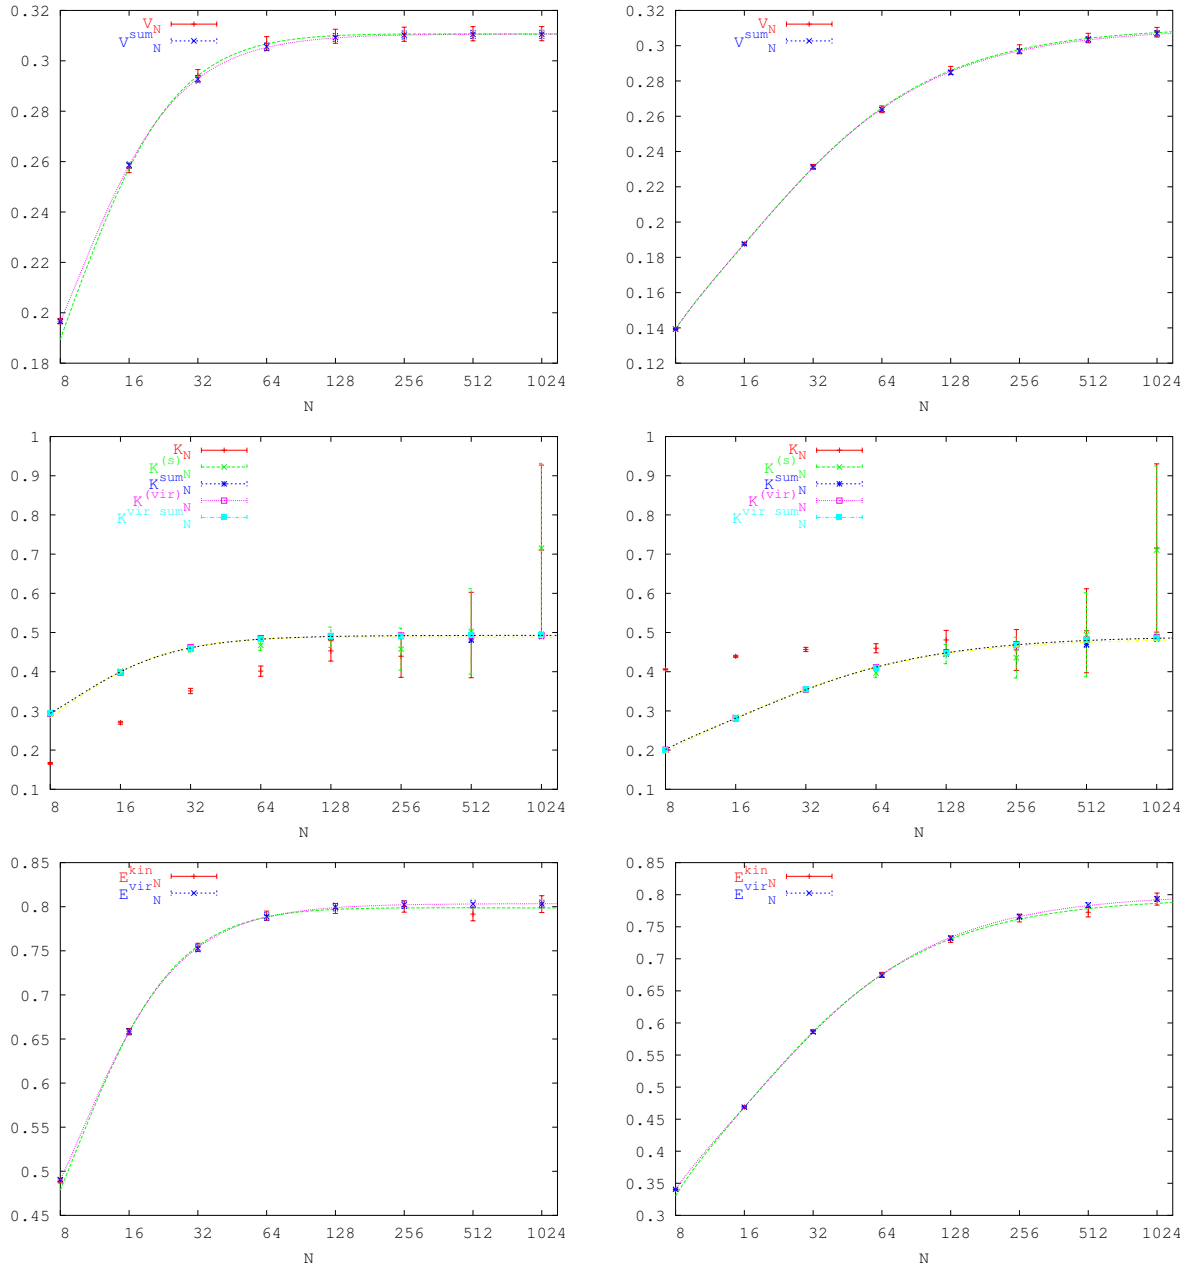 V_N
V^sum_N
0.32
0.3
0.28
0.26
0.24
0.22
0.2
0.18
8 16 32 64 128 256 512 1024
N
V_N
V^sum_N
0.32
0.3
0.28
0.26
0.24
0.22
0.2
0.18
0.16
0.14
0.12
8 16 32 64 128 256 512 1024
N
K_N
K^(s)_N
K^sum_N
K^(vir)_N
K^vir sum_N
1
0.9
0.8
0.7
0.6
0.5
0.4
0.3
0.2
0.1
8 16 32 64 128 256 512 1024
N
K_N
K^(s)_N
K^sum_N
K^(vir)_N
K^vir sum_N
1
0.9
0.8
0.7
0.6
0.5
0.4
0.3
0.2
0.1
8 16 32 64 128 256 512 1024
N
E^kin_N
E^vir_N
0.85
0.8
0.75
0.7
0.65
0.6
0.55
0.5
0.45
8 16 32 64 128 256 512 1024
N
E^kin_N
E^vir_N
0.85
0.8
0.75
0.7
0.65
0.6
0.55
0.5
0.45
0.4
0.35
0.3
8 16 32 64 128 256 512 1024
N